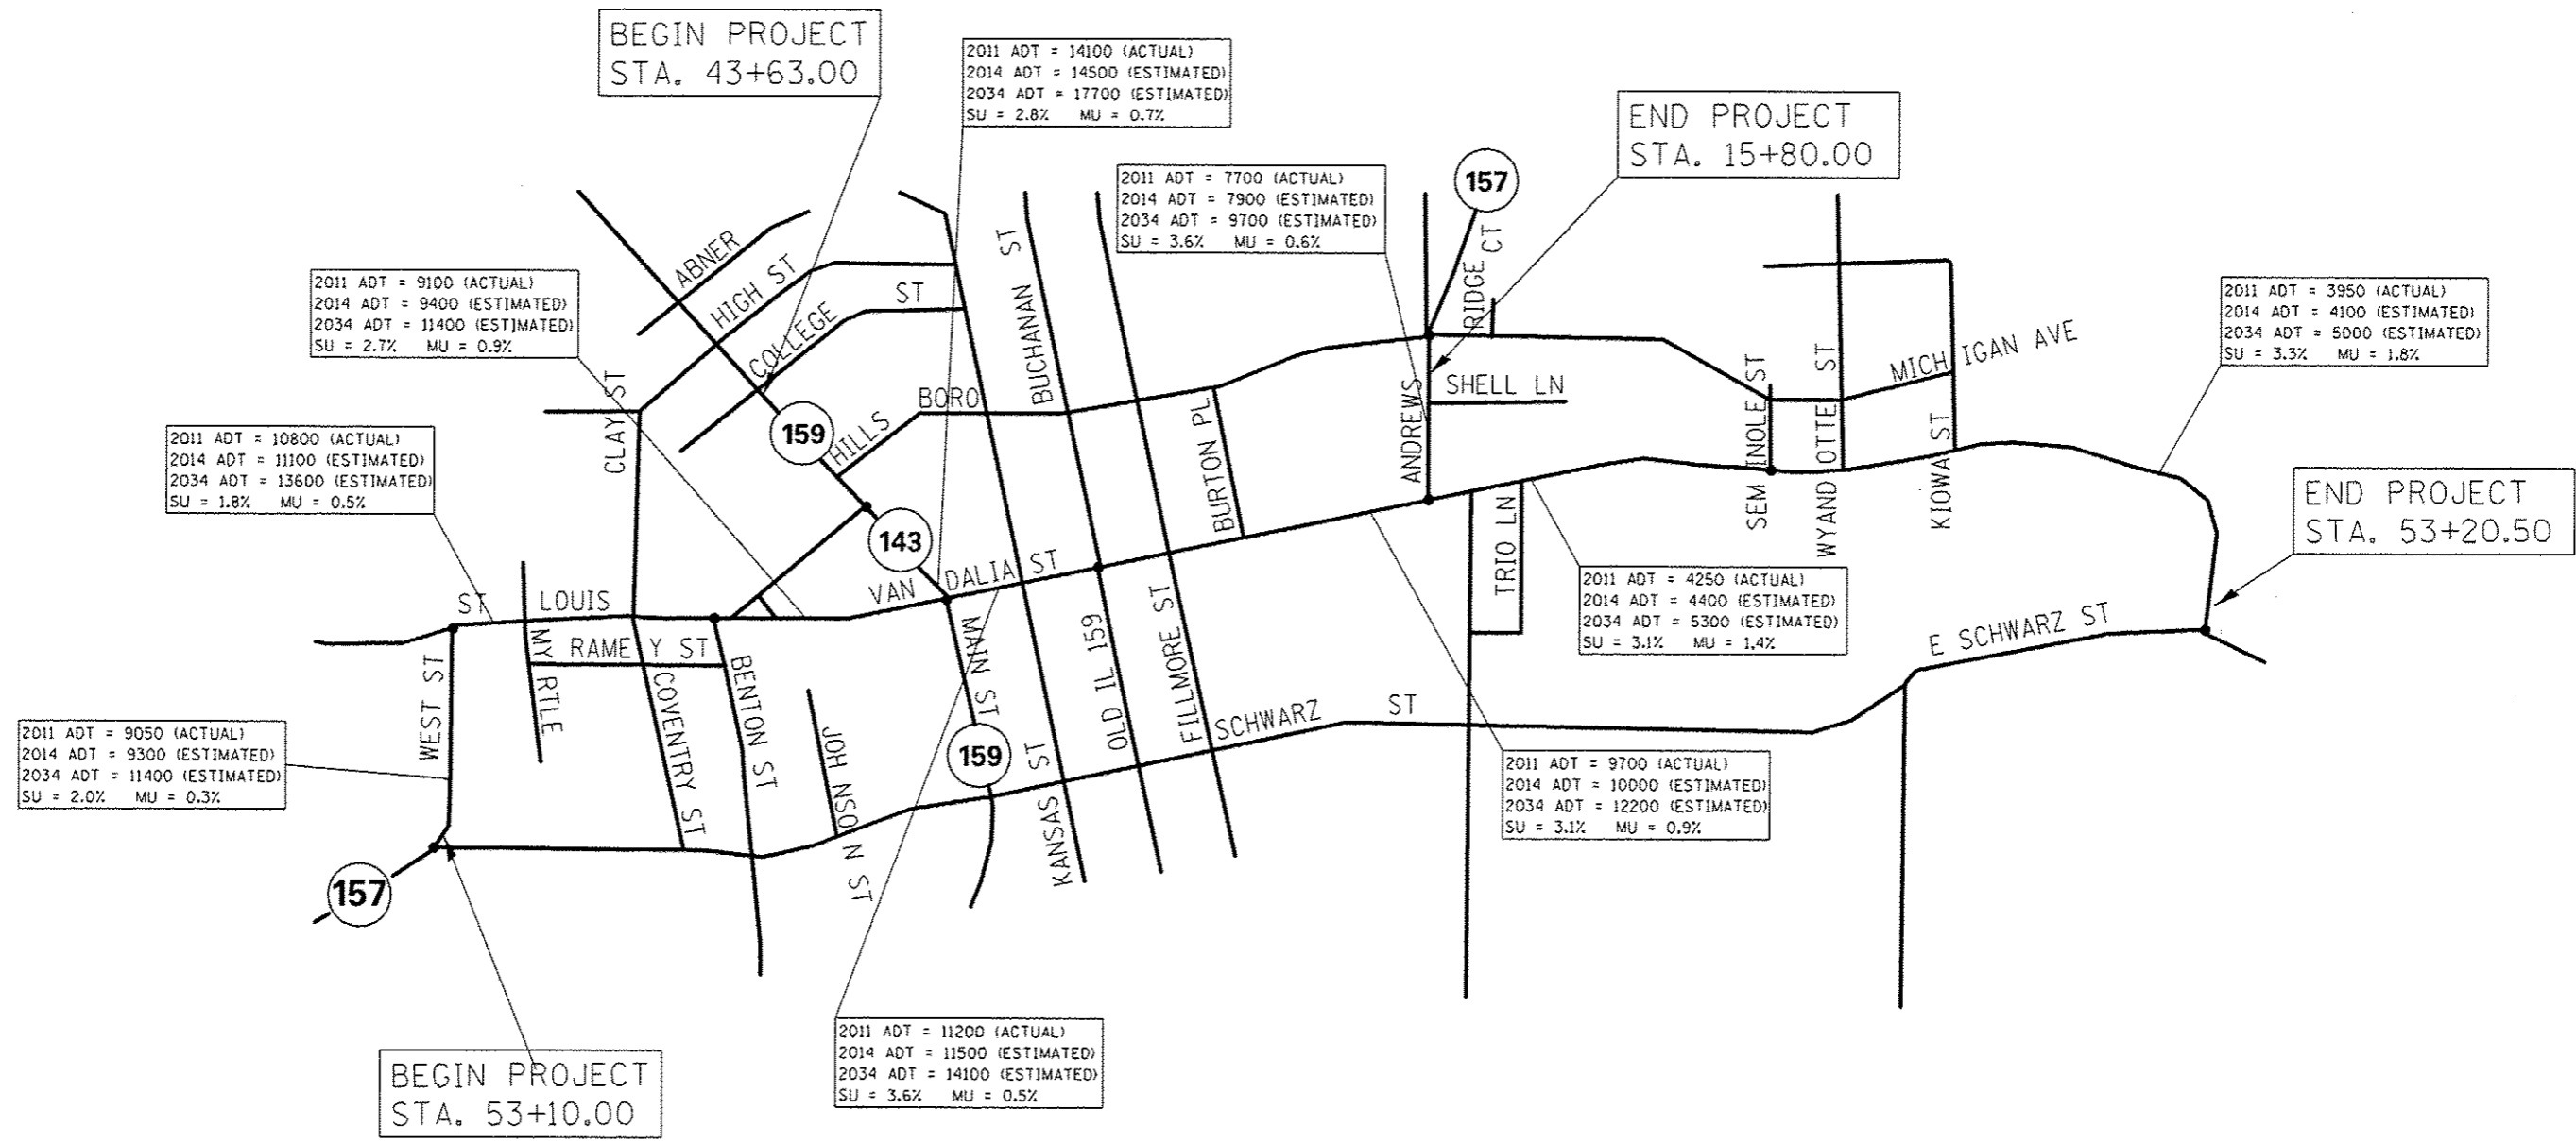 BEGIN PROJECT
STA. 43+63.00
2011 ADT = 14100 (ACTUAL)
2014 ADT = 14500 (ESTIMATED)
2034 ADT = 17700 (ESTIMATED)
SU = 2.8% MU = 0.7%
END PROJECT
STA. 15+80.00
2011 ADT = 7700 (ACTUAL)
2014 ADT = 7900 (ESTIMATED)
2034 ADT = 9700 (ESTIMATED)
SU = 3.6% MU = 0.6%
157
2011 ADT = 9100 (ACTUAL)
2014 ADT = 9400 (ESTIMATED)
2034 ADT = 11400 (ESTIMATED)
SU = 2.7% MU = 0.9%
ABNER
HIGH ST
COLLEGE ST
BUCHANAN ST
RIDGE CT
2011 ADT = 3950 (ACTUAL)
2014 ADT = 4100 (ESTIMATED)
2034 ADT = 5000 (ESTIMATED)
SU = 3.3% MU = 1.8%
MICHIGAN AVE
SHELL LN
CLAY ST
159
HILLSBORO
BURTON PL
ANDREWS
SEMINOLE ST
WYANDOTTE ST
KIOWA ST
2011 ADT = 10800 (ACTUAL)
2014 ADT = 11100 (ESTIMATED)
2034 ADT = 13600 (ESTIMATED)
SU = 1.8% MU = 0.5%
END PROJECT
STA. 53+20.50
143
VANDALIA ST
TRIO LN
2011 ADT = 4250 (ACTUAL)
2014 ADT = 4400 (ESTIMATED)
2034 ADT = 5300 (ESTIMATED)
SU = 3.1% MU = 1.4%
ST LOUIS
RAMEY ST
MYRTLE
WEST ST
COVENTRY ST
BENTON ST
JOHNSON ST
MAIN ST
159
KANSAS ST
OLD IL 159
FILLMORE ST
SCHWARZ ST
E SCHWARZ ST
2011 ADT = 9050 (ACTUAL)
2014 ADT = 9300 (ESTIMATED)
2034 ADT = 11400 (ESTIMATED)
SU = 2.0% MU = 0.3%
2011 ADT = 9700 (ACTUAL)
2014 ADT = 10000 (ESTIMATED)
2034 ADT = 12200 (ESTIMATED)
SU = 3.1% MU = 0.9%
157
2011 ADT = 11200 (ACTUAL)
2014 ADT = 11500 (ESTIMATED)
2034 ADT = 14100 (ESTIMATED)
SU = 3.6% MU = 0.5%
BEGIN PROJECT
STA. 53+10.00